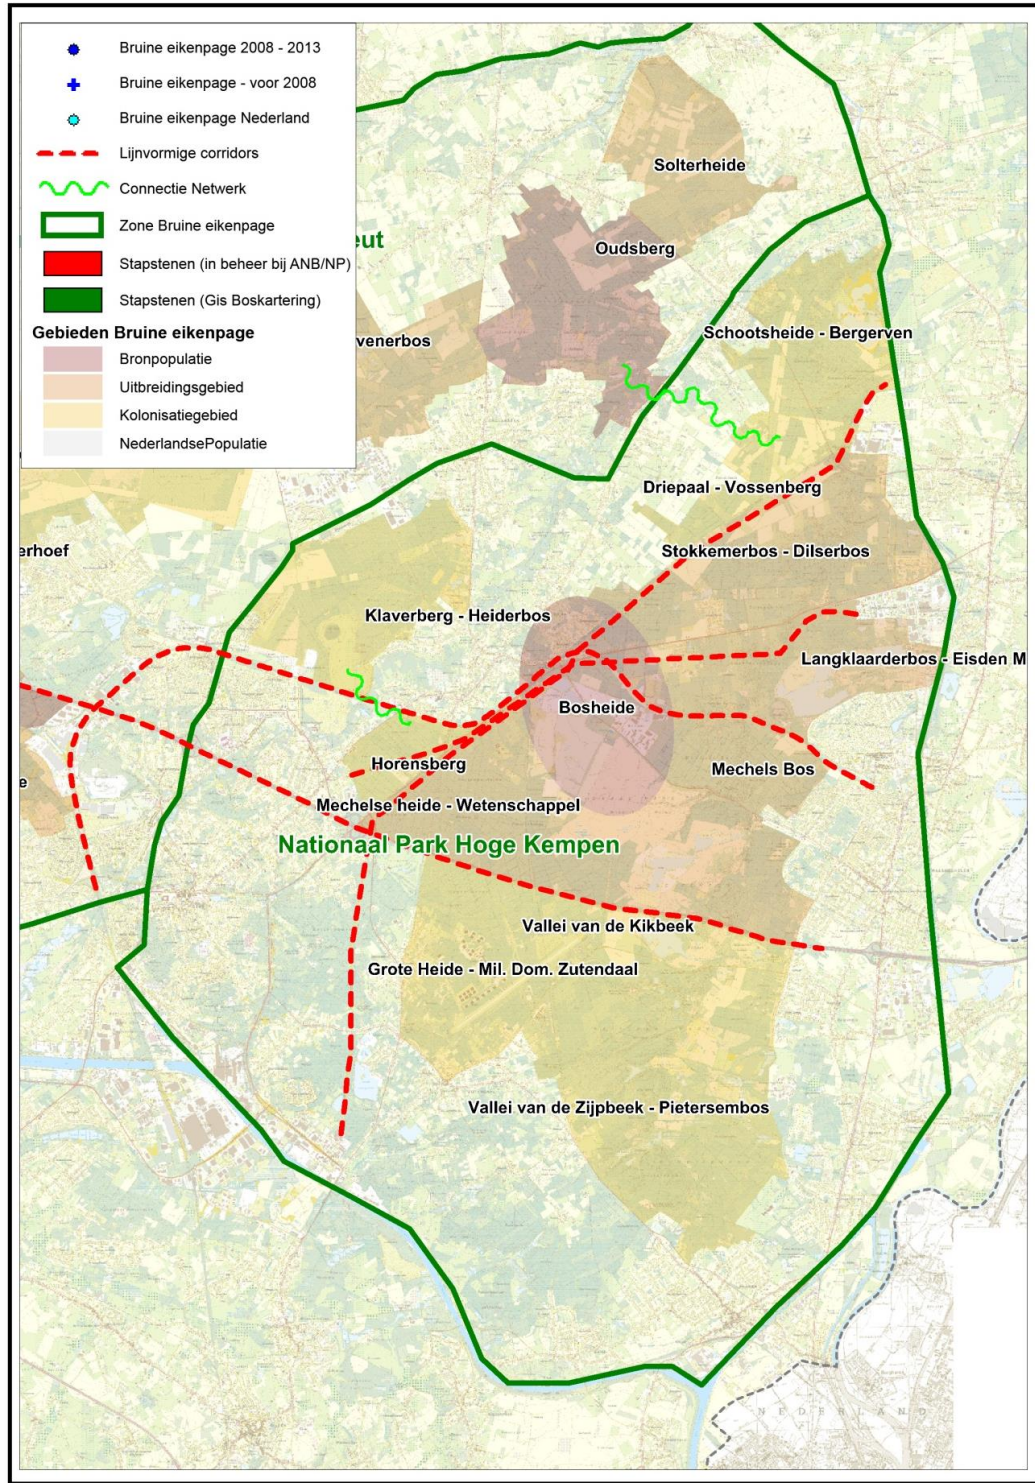 Bruine eikenpage 2008 - 2013
Bruine eikenpage - voor 2008
Bruine eikenpage Nederland
Lijnvormige corridors
Connectie Netwerk
Zone Bruine eikenpage
Stapstenen (in beheer bij ANB/NP)
Stapstenen (Gis Boskartering)
Gebieden Bruine eikenpage
Bronpopulatie
Uitbreidingsgebied
Kolonisatiegebied
NederlandsePopulatie
Solterheide
eut
Oudsberg
venerbos
Schootsheide - Bergerven
Driepaal - Vossenberg
erhoef
Stokkemerbos - Dilserbos
Klaverberg - Heiderbos
Langklaarderbos - Eisden M
Bosheide
Horensberg
Mechels Bos
e
Mechelse heide - Wetenschappel
Nationaal Park Hoge Kempen
Vallei van de Kikbeek
Grote Heide - Mil. Dom. Zutendaal
Vallei van de Zijpbeek - Pietersembos
NEDERLAND